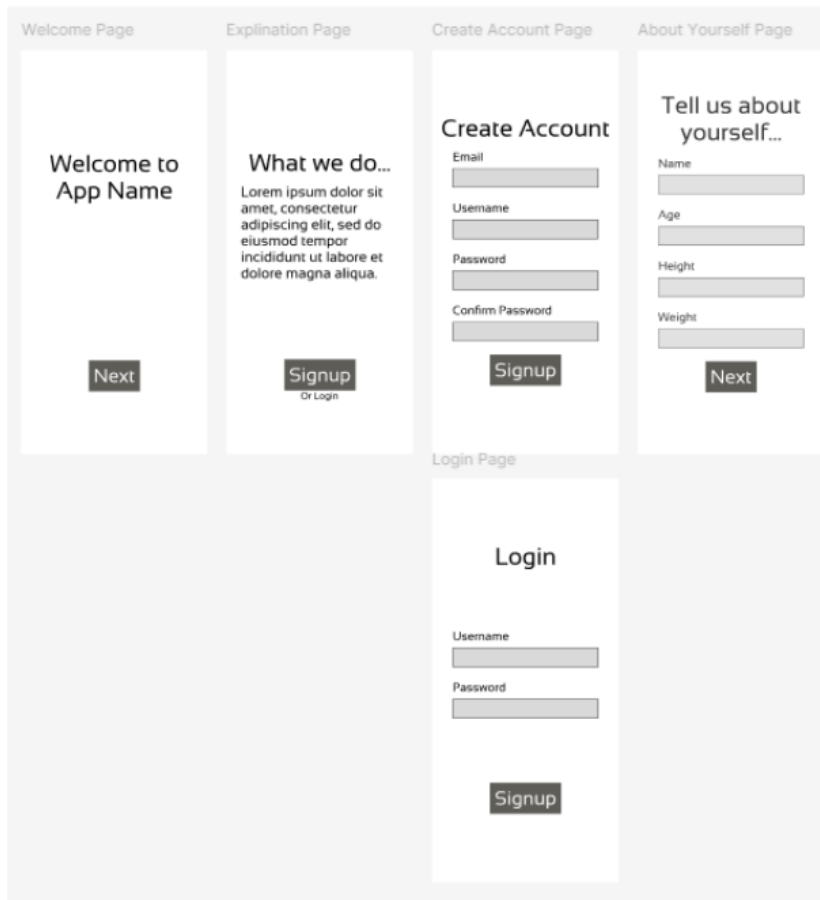 Welcome Page
Explination Page
Create Account Page
About Yourself Page
Welcome to
App Name
Next
What we do...
Lorem ipsum dolor sit
amet, consectetur
adipiscing elit, sed do
eiusmod tempor
incididunt ut labore et
dolore magna aliqua.
Signup
Or Login
Create Account
Email
Username
Password
Confirm Password
Signup
Tell us about
yourself...
Name
Age
Height
Weight
Next
Login Page
Login
Username
Password
Signup